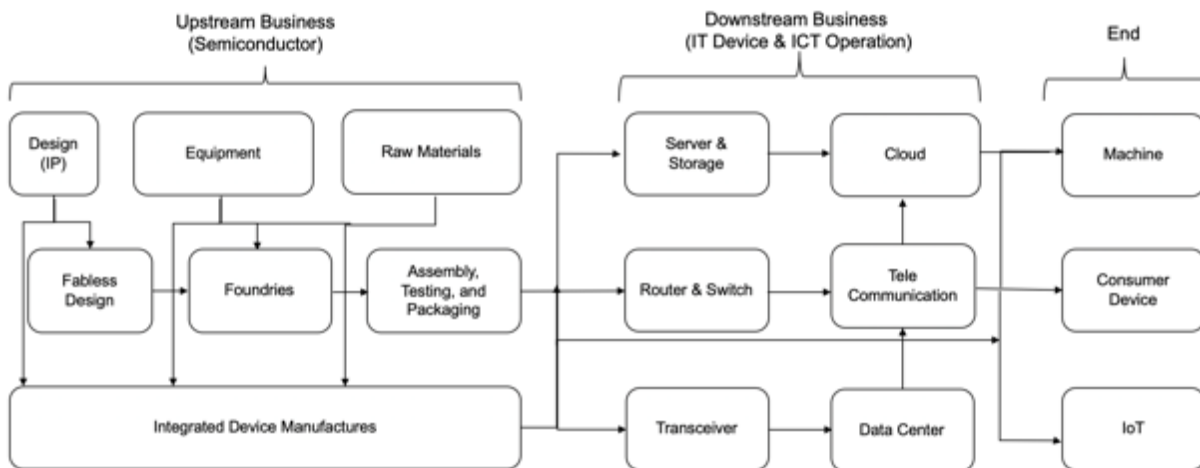 Upstream Business
(Semiconductor)
Downstream Business
(IT Device & ICT Operation)
End
Design
(IP)
Equipment
Raw Materials
Server &
Storage
Cloud
Machine
Fabless
Design
Foundries
Assembly,
Testing, and
Packaging
Router & Switch
Tele
Communication
Consumer
Device
Integrated Device Manufactures
Transceiver
Data Center
IoT